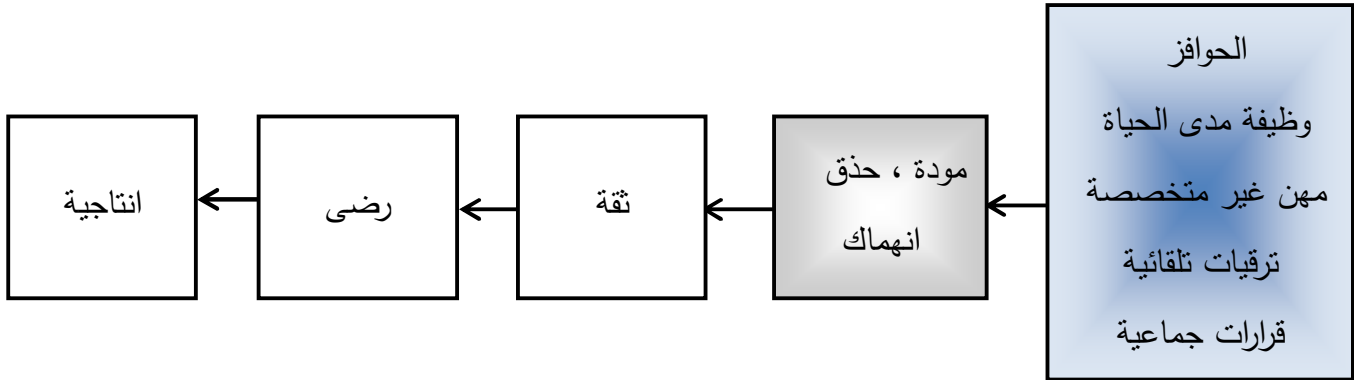 الحوافز
وظيفة مدى الحياة
مهن غير متخصصة
ترقيات تلقائية
قرارات جماعية
مودة ، حذق
انهماك
ثقة
رضى
انتاجية